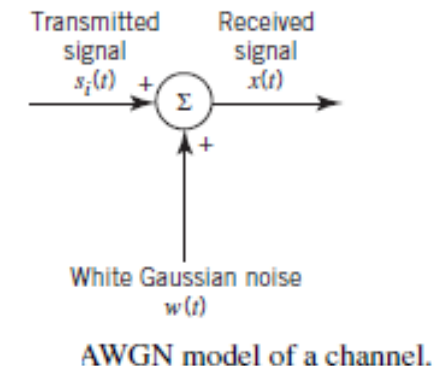 Transmitted
signal
s_i(t)
Received
signal
x(t)
+
Σ
+
White Gaussian noise
w(t)
AWGN model of a channel.